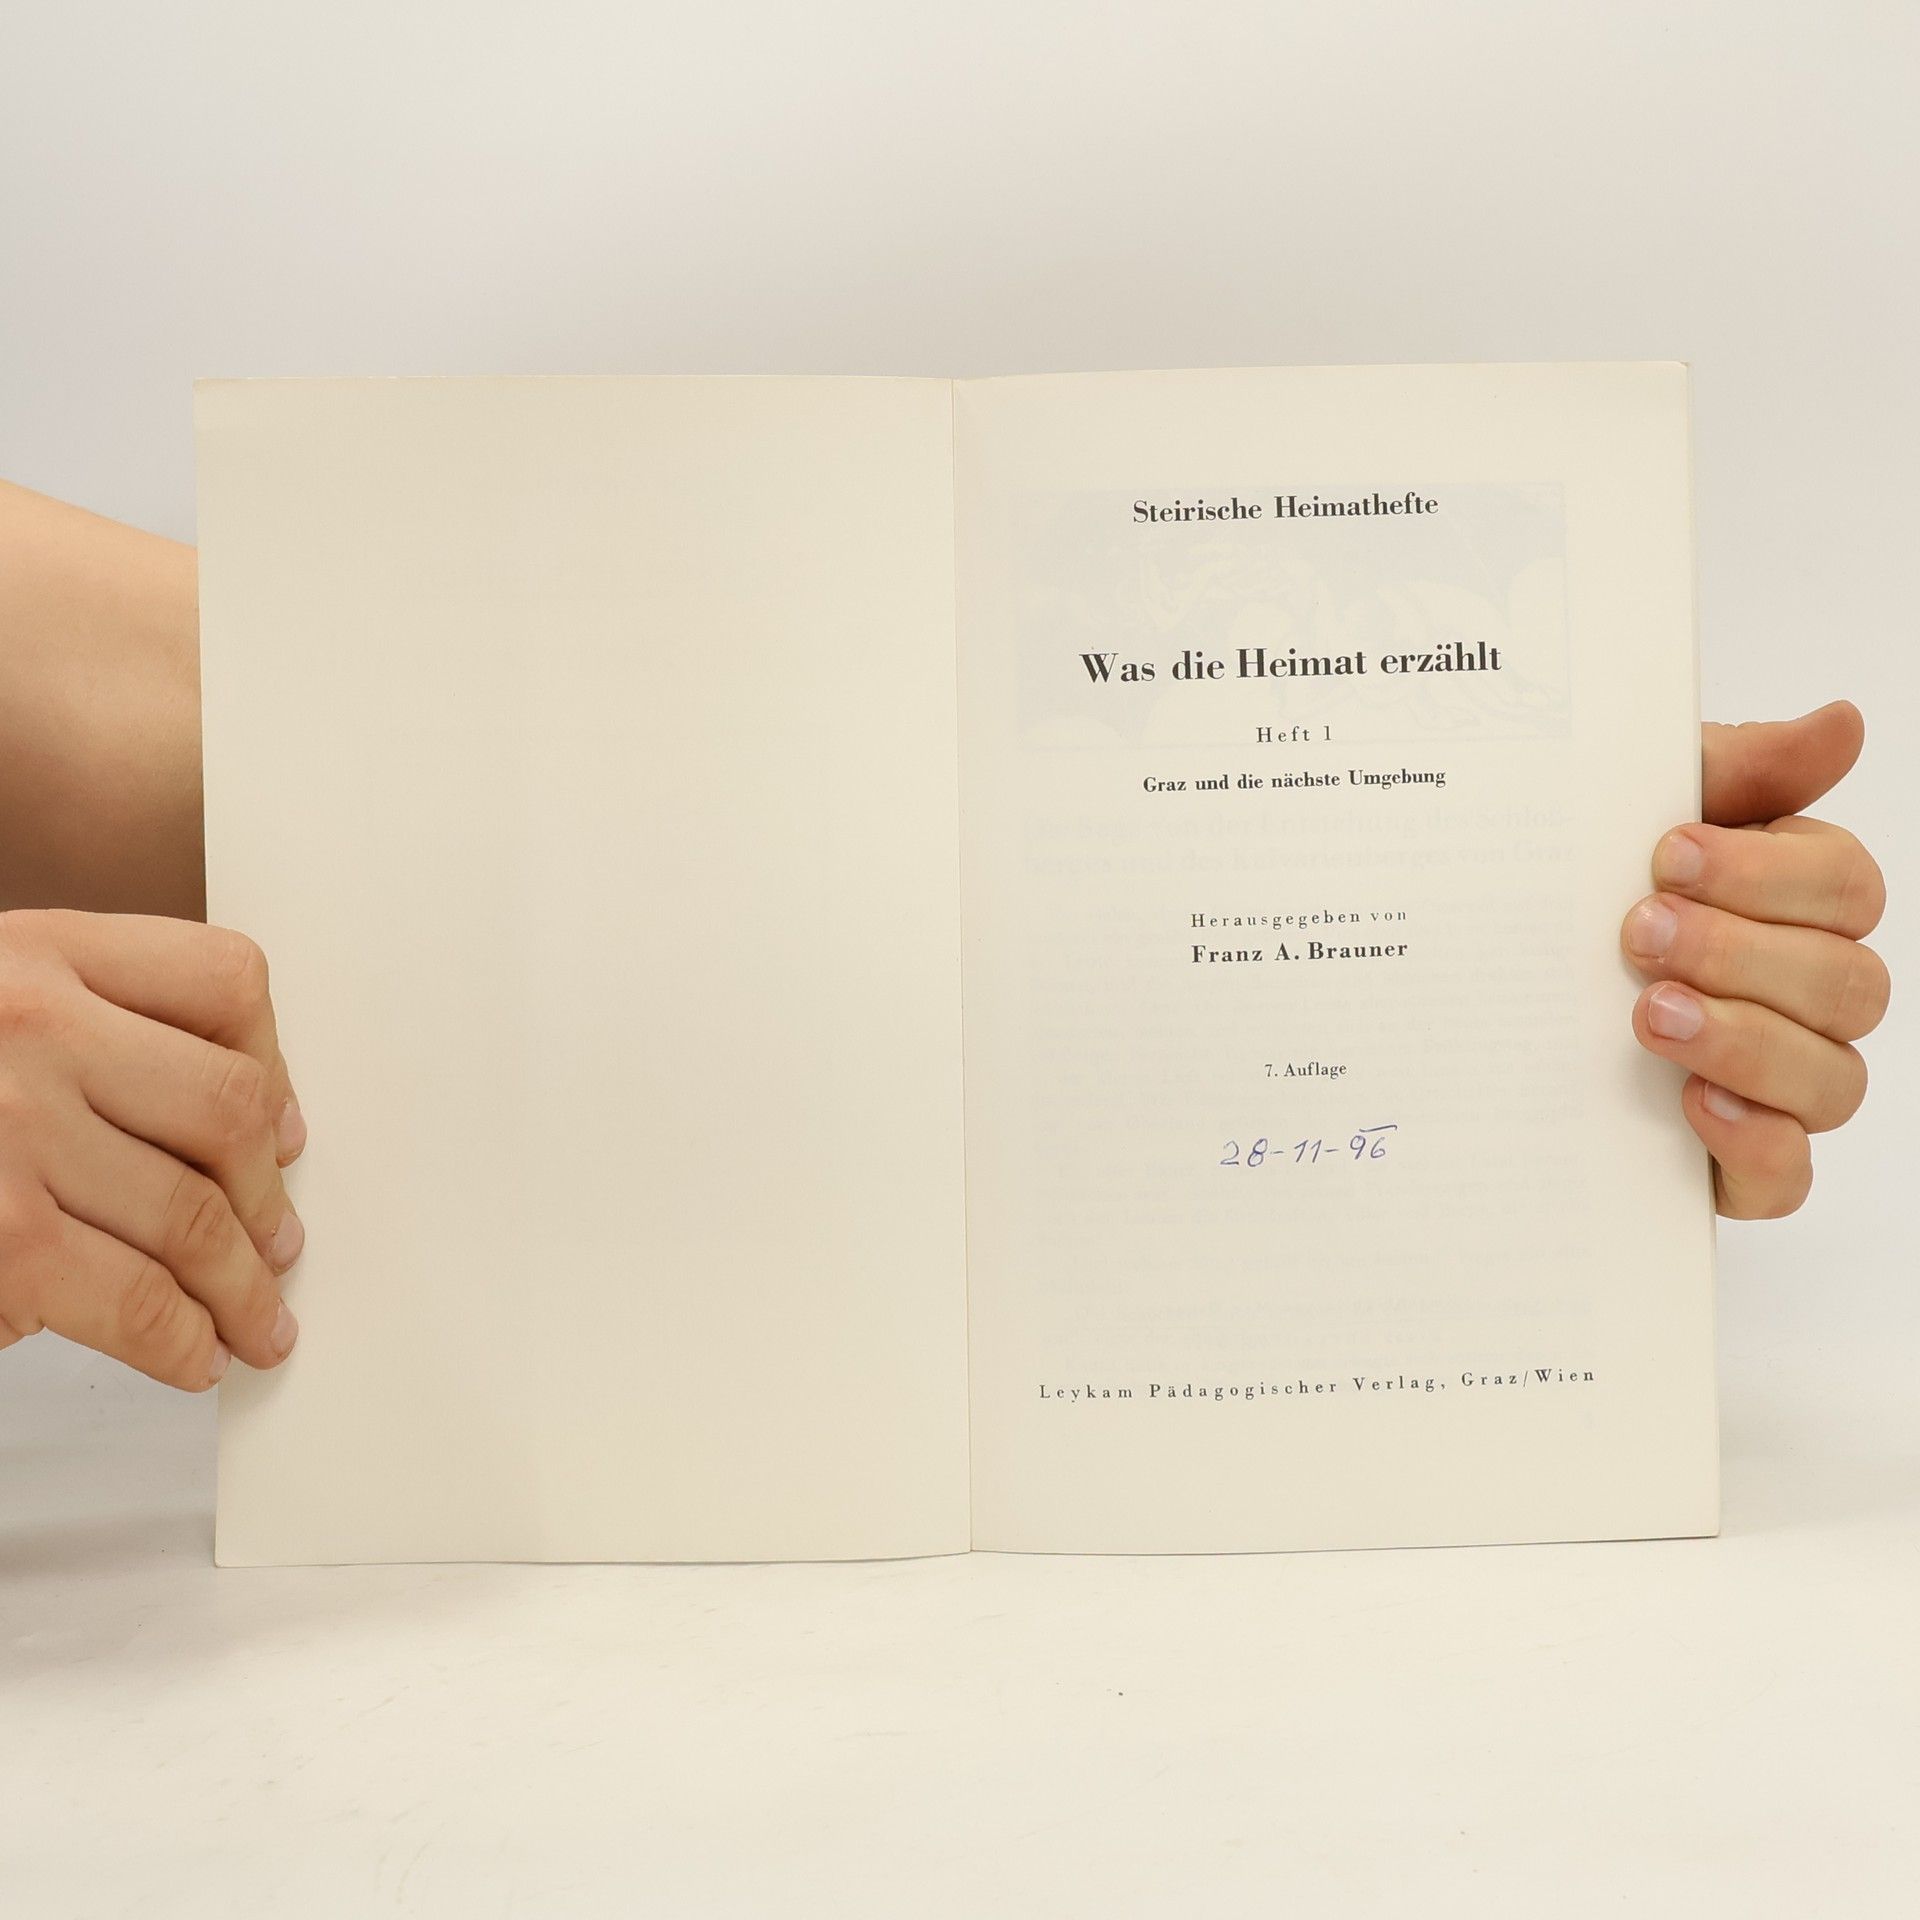 Steirische Heimathefte
Was die Heimat erzählt
Heft 1
Graz und die nächste Umgebung
Herausgegeben von
Franz A. Brauner
7. Auflage
28-11-96
Leykam Pädagogischer Verlag, Graz/Wien